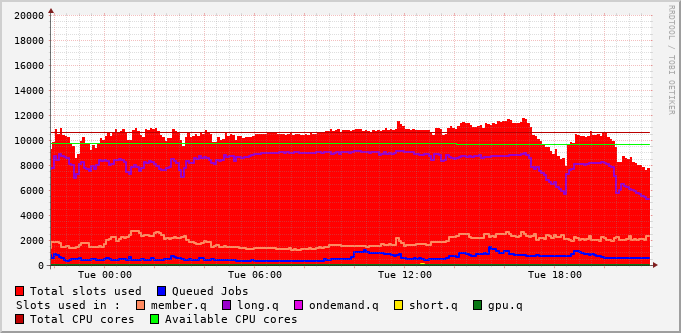 20000
18000
16000
14000
12000
10000
8000
6000
4000
2000
0
Tue 00:00 Tue 06:00 Tue 12:00 Tue 18:00
RRDTOOL / TOBI OETIKER
Total slots used Queued Jobs
Slots used in : member.q long.q ondemand.q short.q gpu.q
Total CPU cores Available CPU cores